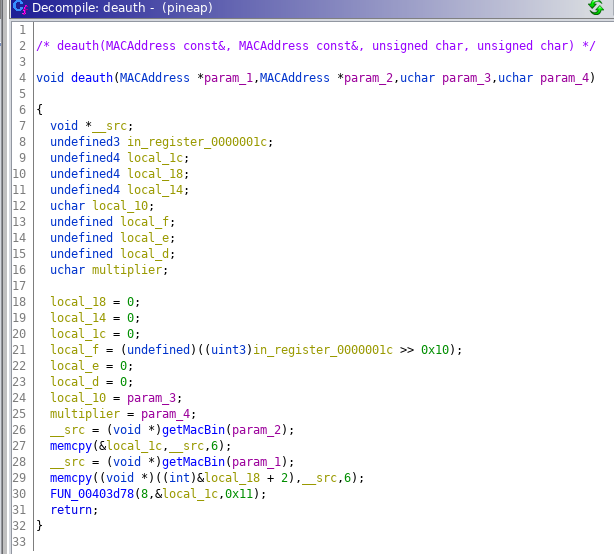 Decompile: deauth - (pineap)
1
2 /* deauth(MACAddress const&, MACAddress const&, unsigned char, unsigned char) */
3
4 void deauth(MACAddress *param_1,MACAddress *param_2,uchar param_3,uchar param_4)
5
6 {
7 void *__src;
8 undefined3 in_register_0000001c;
9 undefined4 local_1c;
10 undefined4 local_18;
11 undefined4 local_14;
12 uchar local_10;
13 undefined local_f;
14 undefined local_e;
15 undefined local_d;
16 uchar multiplier;
17
18 local_18 = 0;
19 local_14 = 0;
20 local_1c = 0;
21 local_f = (undefined)((uint3)in_register_0000001c >> 0x10);
22 local_e = 0;
23 local_d = 0;
24 local_10 = param_3;
25 multiplier = param_4;
26 __src = (void *)getMacBin(param_2);
27 memcpy(&local_1c,__src,6);
28 __src = (void *)getMacBin(param_1);
29 memcpy((void *)((int)&local_18 + 2),__src,6);
30 FUN_00403d78(8,&local_1c,0x11);
31 return;
32 }
33